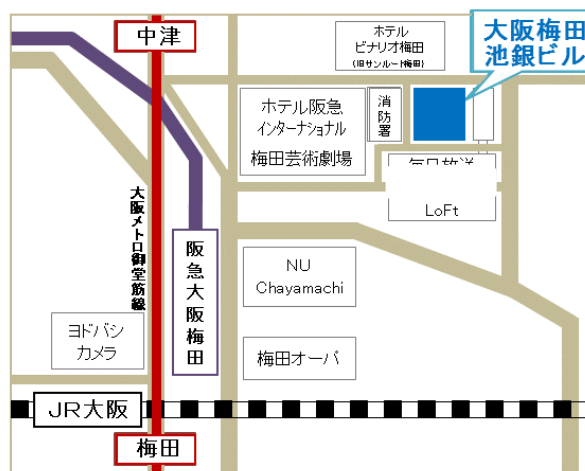 中津
ホテル
ビナリオ梅田
(旧サンルート梅田)
大阪梅田
池銀ビル
ホテル阪急
インターナショナル
梅田芸術劇場
消防署
毎日放送
LoFt
大阪メトロ御堂筋線
阪急大阪梅田
NU
Chayamachi
ヨドバシ
カメラ
梅田オーパ
JR大阪
梅田